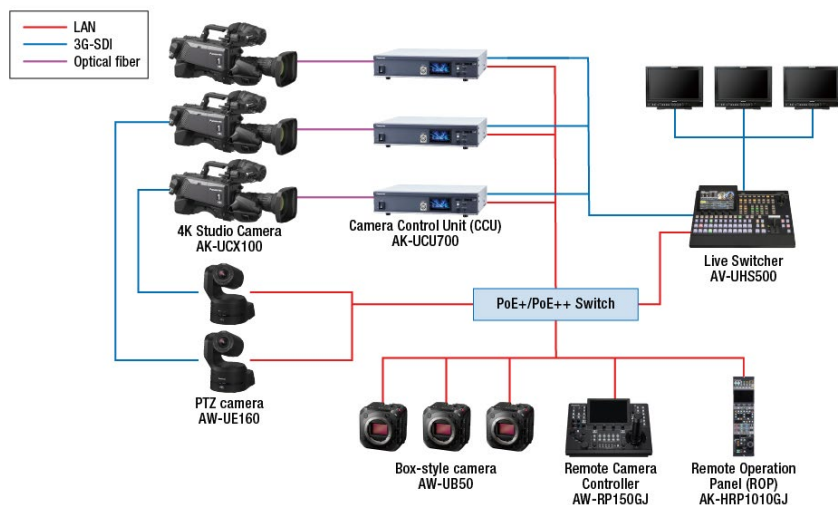 LAN
3G-SDI
Optical fiber
4K Studio Camera
AK-UCX100
Camera Control Unit (CCU)
AK-UCU700
Live Switcher
AV-UHS500
PoE+/PoE++ Switch
PTZ camera
AW-UE160
Box-style camera
AW-UB50
Remote Camera
Controller
AW-RP150GJ
Remote Operation
Panel (ROP)
AK-HRP1010GJ